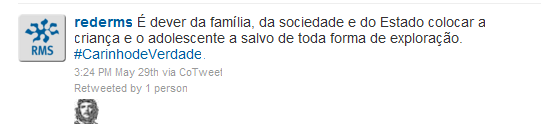 RMS
rederms É dever da família, da sociedade e do Estado colocar a
criança e o adolescente a salvo de toda forma de exploração.
#CarinhodeVerdade.
3:24 PM May 29th via CoTweet
Retweeted by 1 person